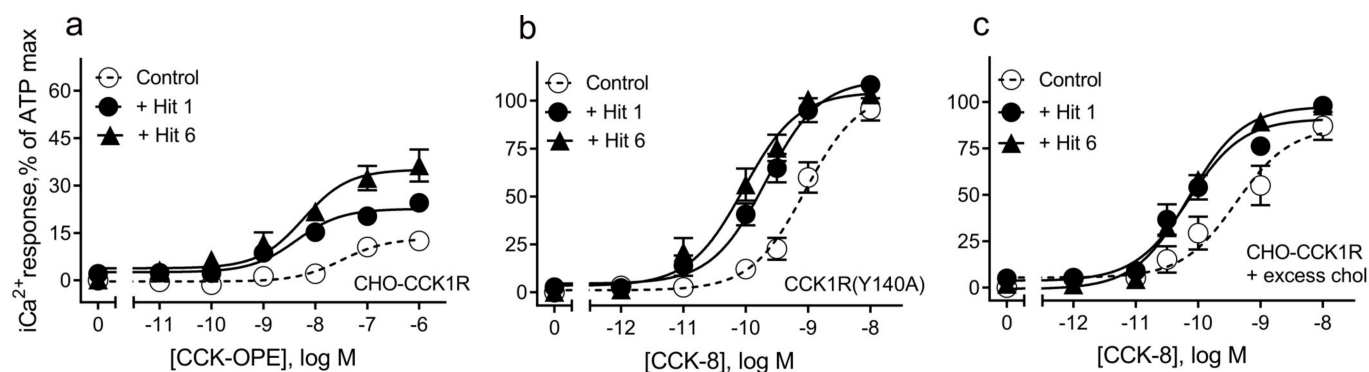 a
Control
+ Hit 1
+ Hit 6
iCa²⁺ response, % of ATP max
60
45
30
15
0
CHO-CCK1R
0 -11 -10 -9 -8 -7 -6
[CCK-OPE], log M
b
Control
+ Hit 1
+ Hit 6
100
75
50
25
0
CCK1R(Y140A)
0 -12 -11 -10 -9 -8
[CCK-8], log M
c
Control
+ Hit 1
+ Hit 6
100
75
50
25
0
CHO-CCK1R
+ excess chol
0 -12 -11 -10 -9 -8
[CCK-8], log M